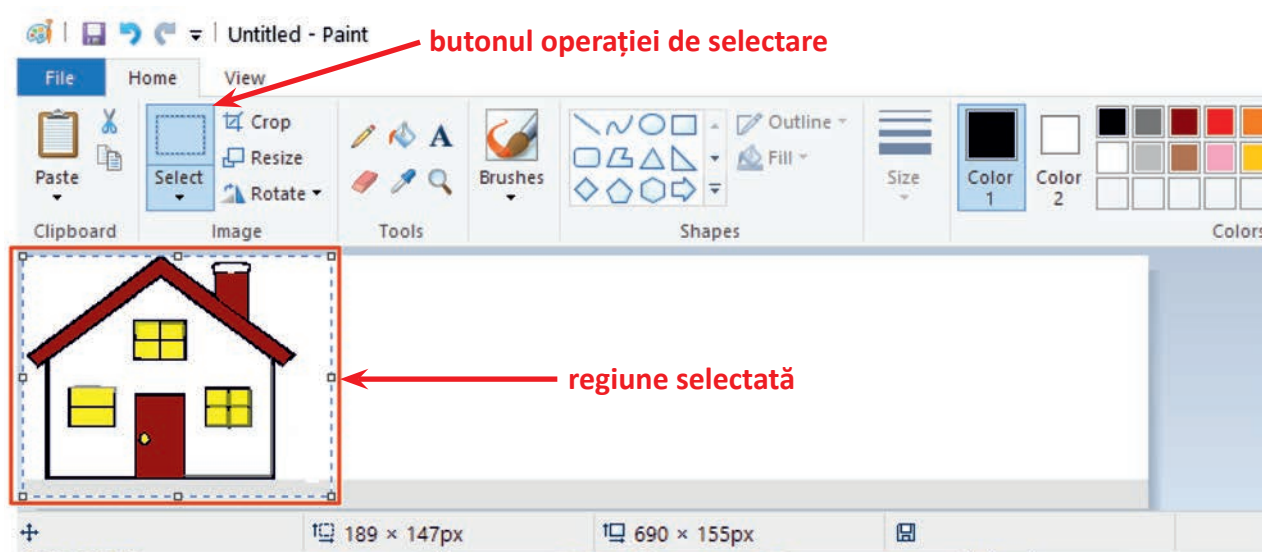 Untitled - Paint
butonul operației de selectare
File Home View
Crop
Resize
Rotate
Paste
Select
A
Brushes
Outline
Fill
Size
Color 1
Color 2
Clipboard Image Tools Shapes Colors
regiune selectată
189 × 147px 690 × 155px